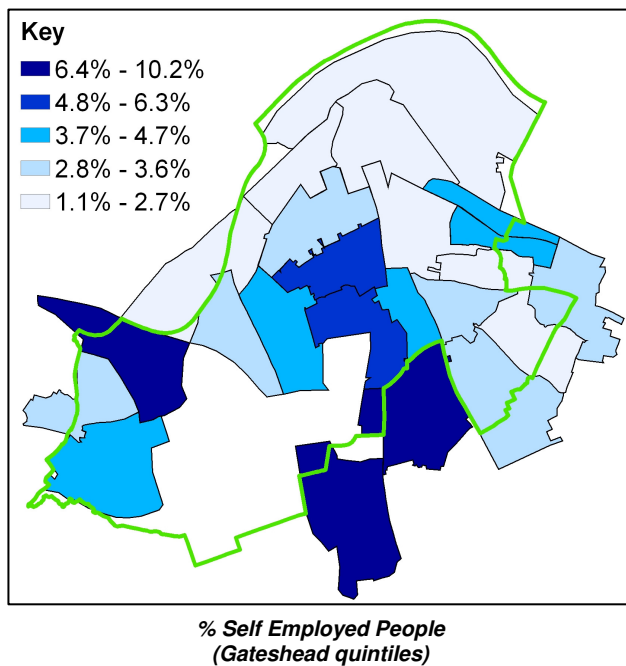 Key
6.4% - 10.2%
4.8% - 6.3%
3.7% - 4.7%
2.8% - 3.6%
1.1% - 2.7%
% Self Employed People
(Gateshead quintiles)